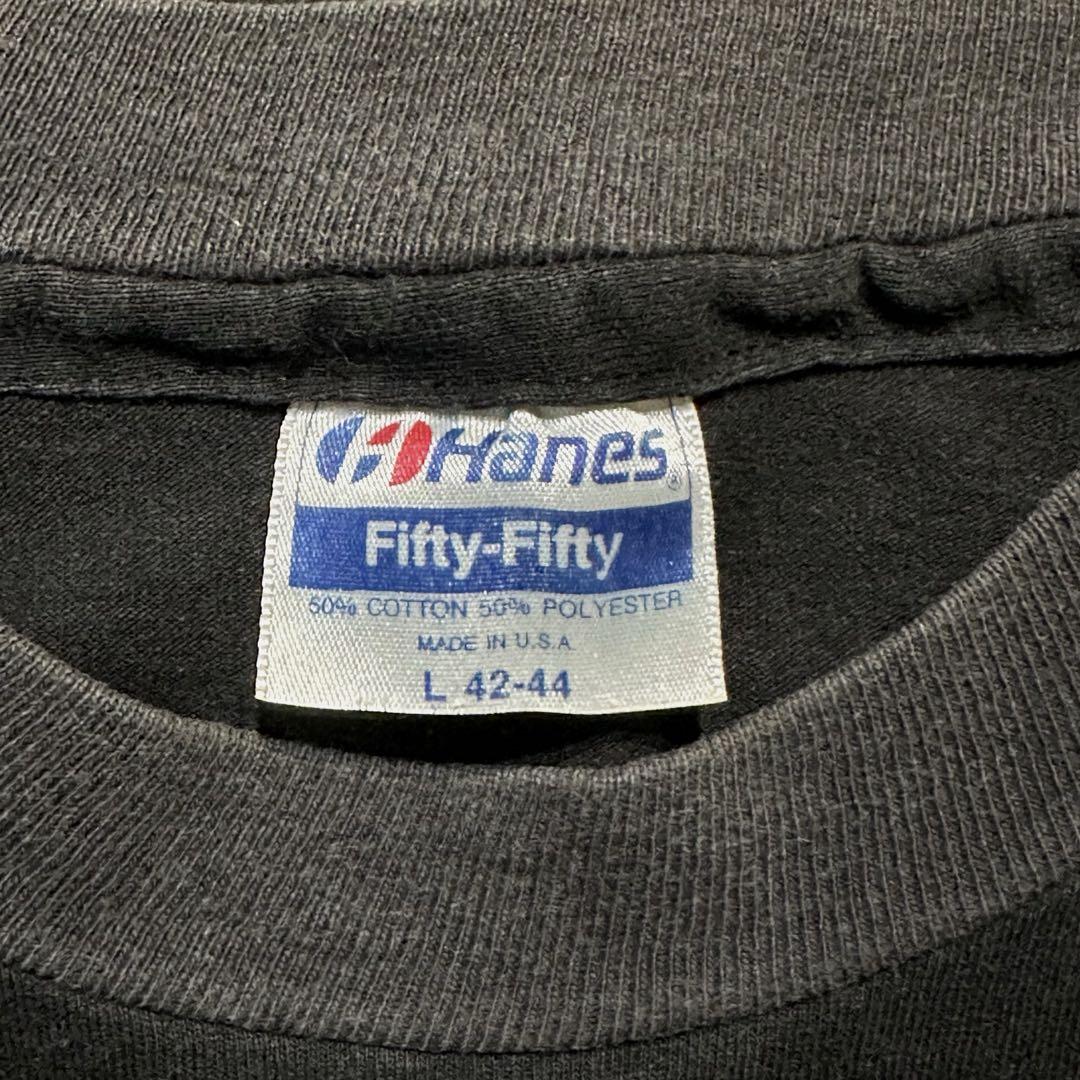 Hanes®
Fifty-Fifty
50% COTTON 50% POLYESTER
MADE IN U.S.A.
L 42-44